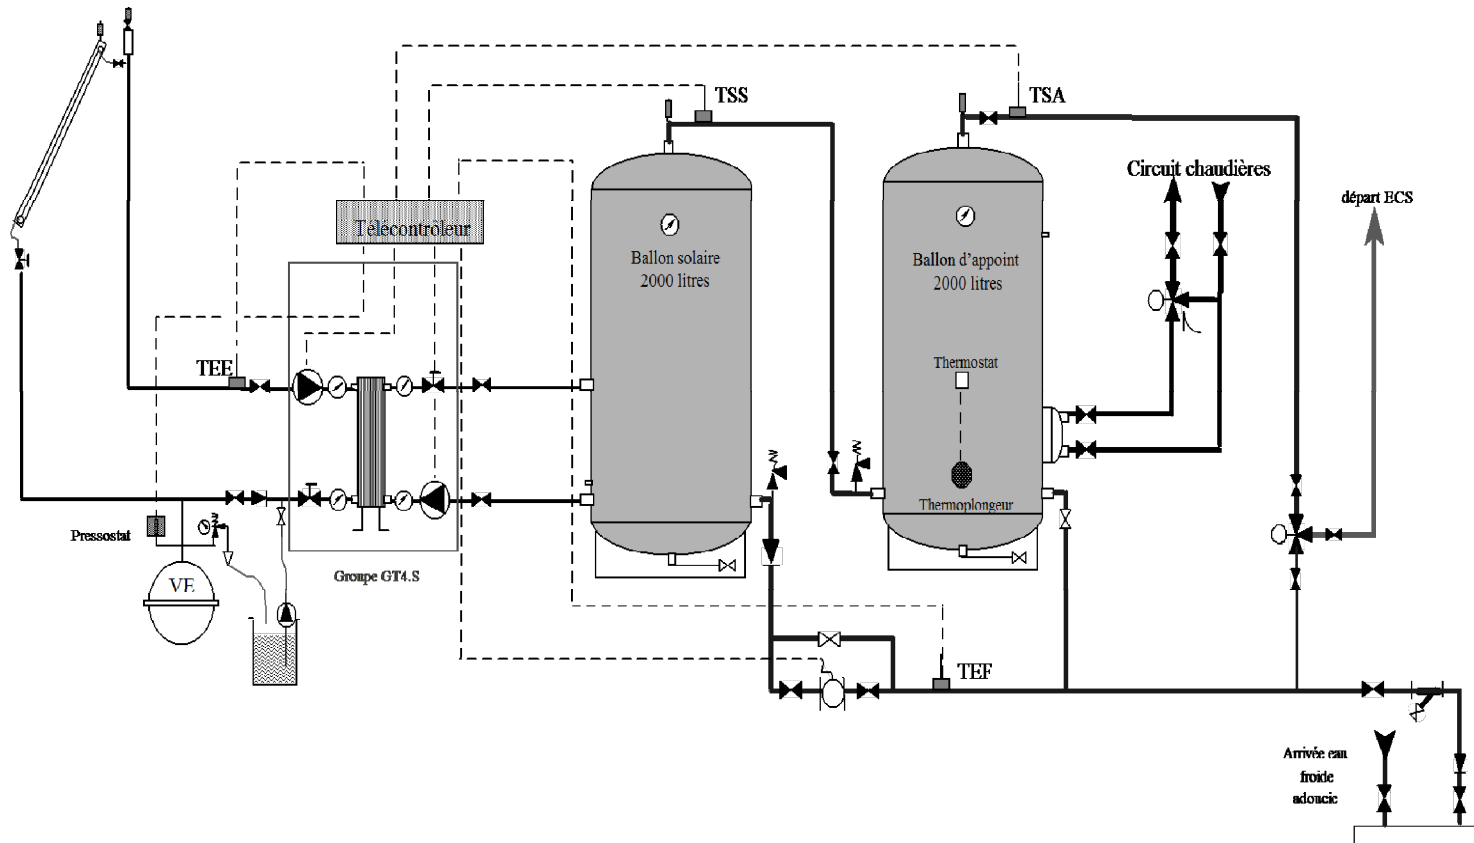 TSS
TSA
Circuit chaudières
départ ECS
Télécontrôleur
Ballon solaire
2000 litres
Ballon d'appoint
2000 litres
TEE
Thermostat
Thermoplongeur
Pressostat
Groupe GT4.S
VE
TEF
Arrivée eau
froide
adoucie